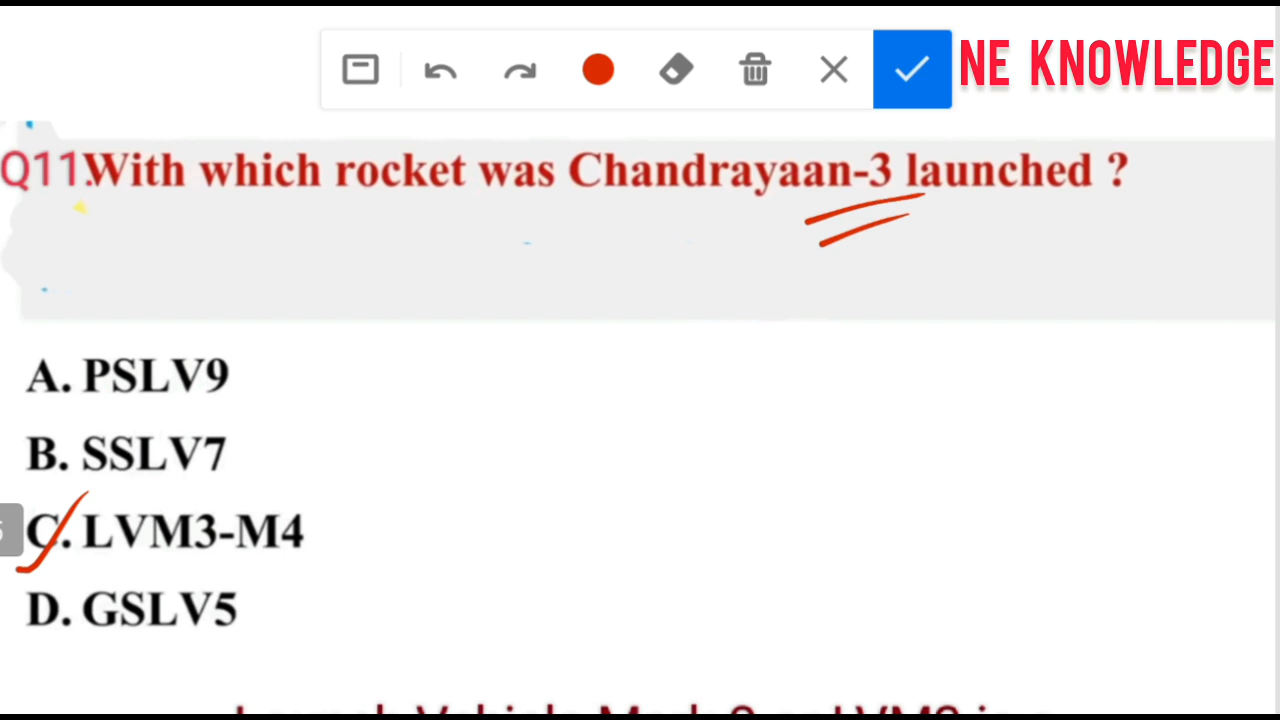 NE KNOWLEDGE
Q11.With which rocket was Chandrayaan-3 launched ?
A. PSLV9
B. SSLV7
C. LVM3-M4
D. GSLV5